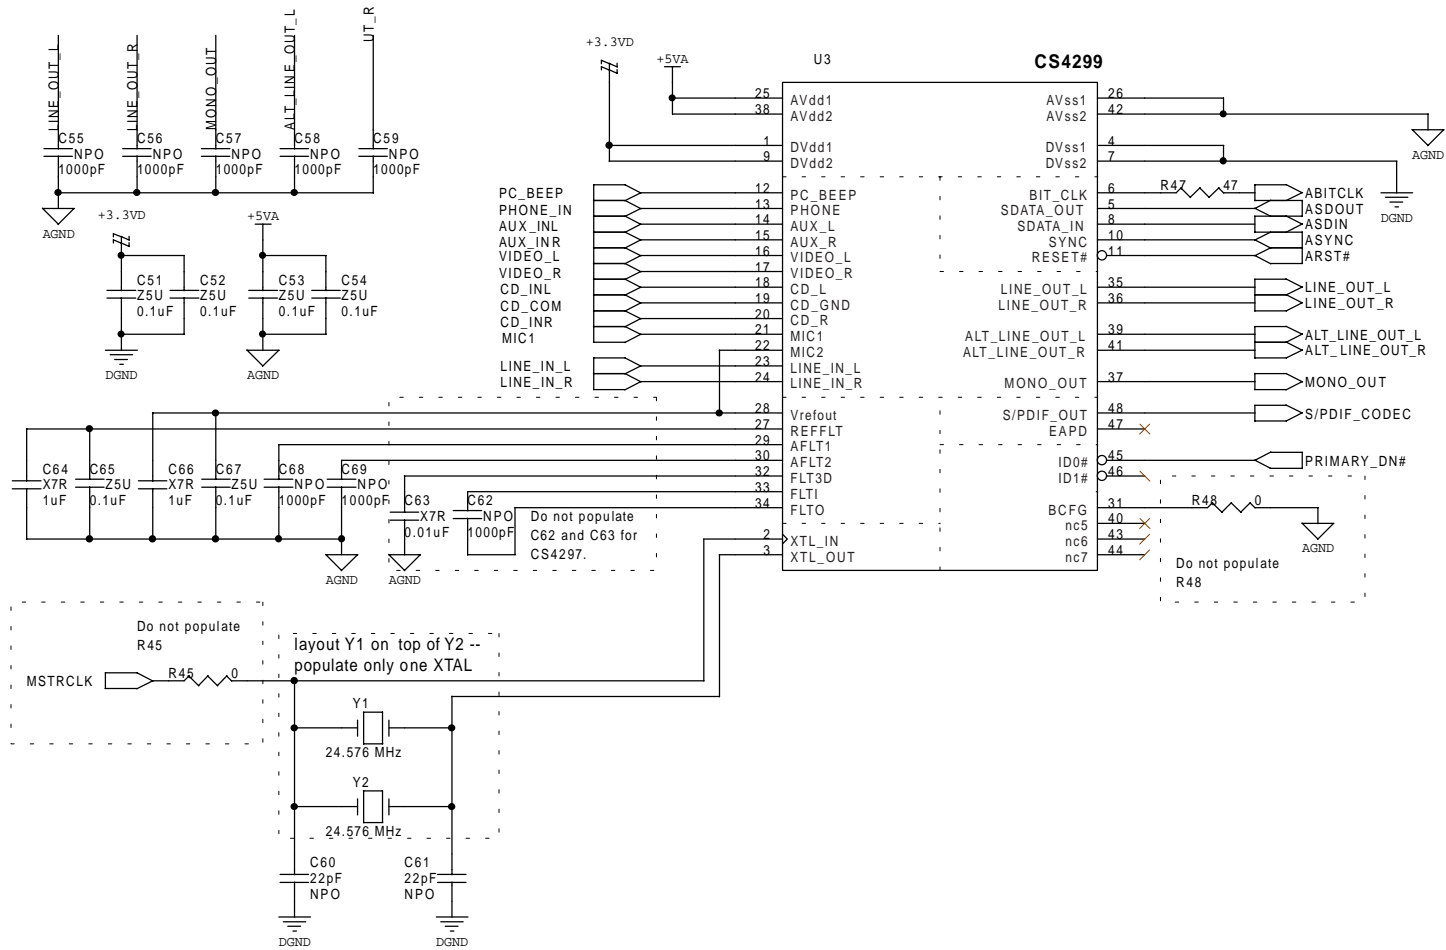 LINE_OUT_L
LINE_OUT_R
MONO_OUT
ALT_LINE_OUT_L
UT_R
C55
NPO
1000pF
C56
NPO
1000pF
C57
NPO
1000pF
C58
NPO
1000pF
C59
NPO
1000pF
AGND
+3.3VD
+5VA
C51
Z5U
0.1uF
C52
Z5U
0.1uF
C53
Z5U
0.1uF
C54
Z5U
0.1uF
DGND
AGND
+3.3VD
+5VA
U3
CS4299
25 AVdd1
38 AVdd2
1 DVdd1
9 DVdd2
PC_BEEP 12 PC_BEEP
PHONE_IN 13 PHONE
AUX_INL 14 AUX_L
AUX_INR 15 AUX_R
VIDEO_L 16 VIDEO_L
VIDEO_R 17 VIDEO_R
CD_INL 18 CD_L
CD_COM 19 CD_GND
CD_INR 20 CD_R
MIC1 21 MIC1
22 MIC2
LINE_IN_L 23 LINE_IN_L
LINE_IN_R 24 LINE_IN_R
28 Vrefout
27 REFFLT
29 AFLT1
30 AFLT2
32 FLT3D
33 FLTI
34 FLTO
2 XTL_IN
3 XTL_OUT
AVss1 26
AVss2 42
AGND
DVss1 4
DVss2 7
DGND
BIT_CLK 6 R47 47 ABITCLK
SDATA_OUT 5 ASDOUT
SDATA_IN 8 ASDIN
SYNC 10 ASYNC
RESET# 11 ARST#
LINE_OUT_L 35 LINE_OUT_L
LINE_OUT_R 36 LINE_OUT_R
ALT_LINE_OUT_L 39 ALT_LINE_OUT_L
ALT_LINE_OUT_R 41 ALT_LINE_OUT_R
MONO_OUT 37 MONO_OUT
S/PDIF_OUT 48 S/PDIF_CODEC
EAPD 47
ID0# 45 PRIMARY_DN#
ID1# 46
BCFG 31 R48 0
nc5 40
nc6 43
nc7 44
AGND
Do not populate
R48
C64
X7R
1uF
C65
Z5U
0.1uF
C66
X7R
1uF
C67
Z5U
0.1uF
C68
NPO
1000pF
C69
NPO
1000pF
AGND
C63
X7R
0.01uF
AGND
C62
NPO
1000pF
Do not populate
C62 and C63 for
CS4297.
Do not populate
R45
MSTRCLK R45 0
layout Y1 on top of Y2 --
populate only one XTAL
Y1
24.576 MHz
Y2
24.576 MHz
C60
22pF
NPO
C61
22pF
NPO
DGND
DGND